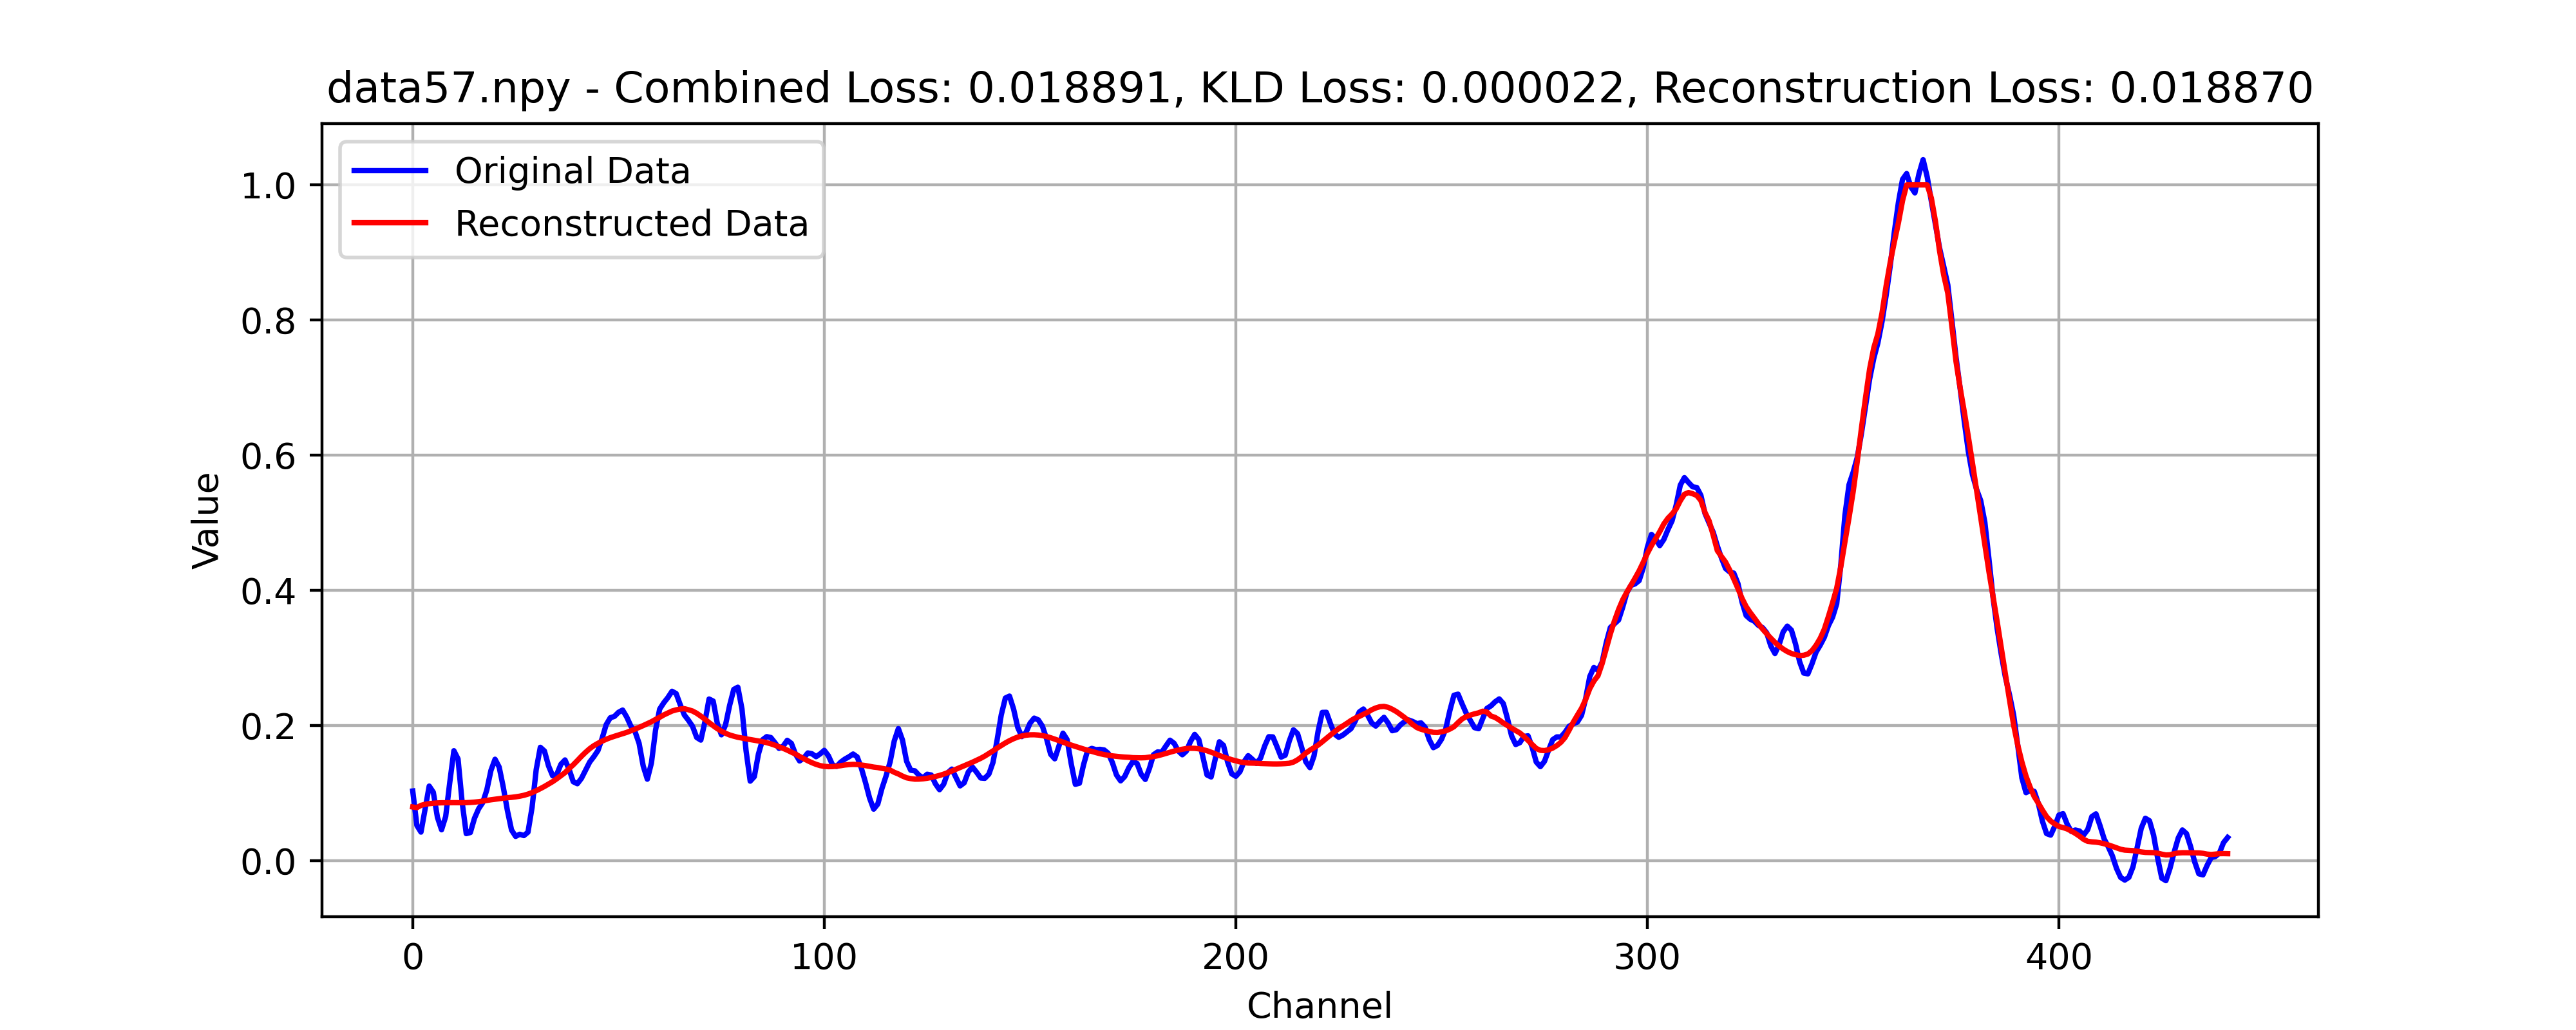 data57.npy - Combined Loss: 0.018891, KLD Loss: 0.000022, Reconstruction Loss: 0.018870
Original Data
Reconstructed Data
1.0
0.8
0.6
0.4
0.2
0.0
Value
0 100 200 300 400
Channel